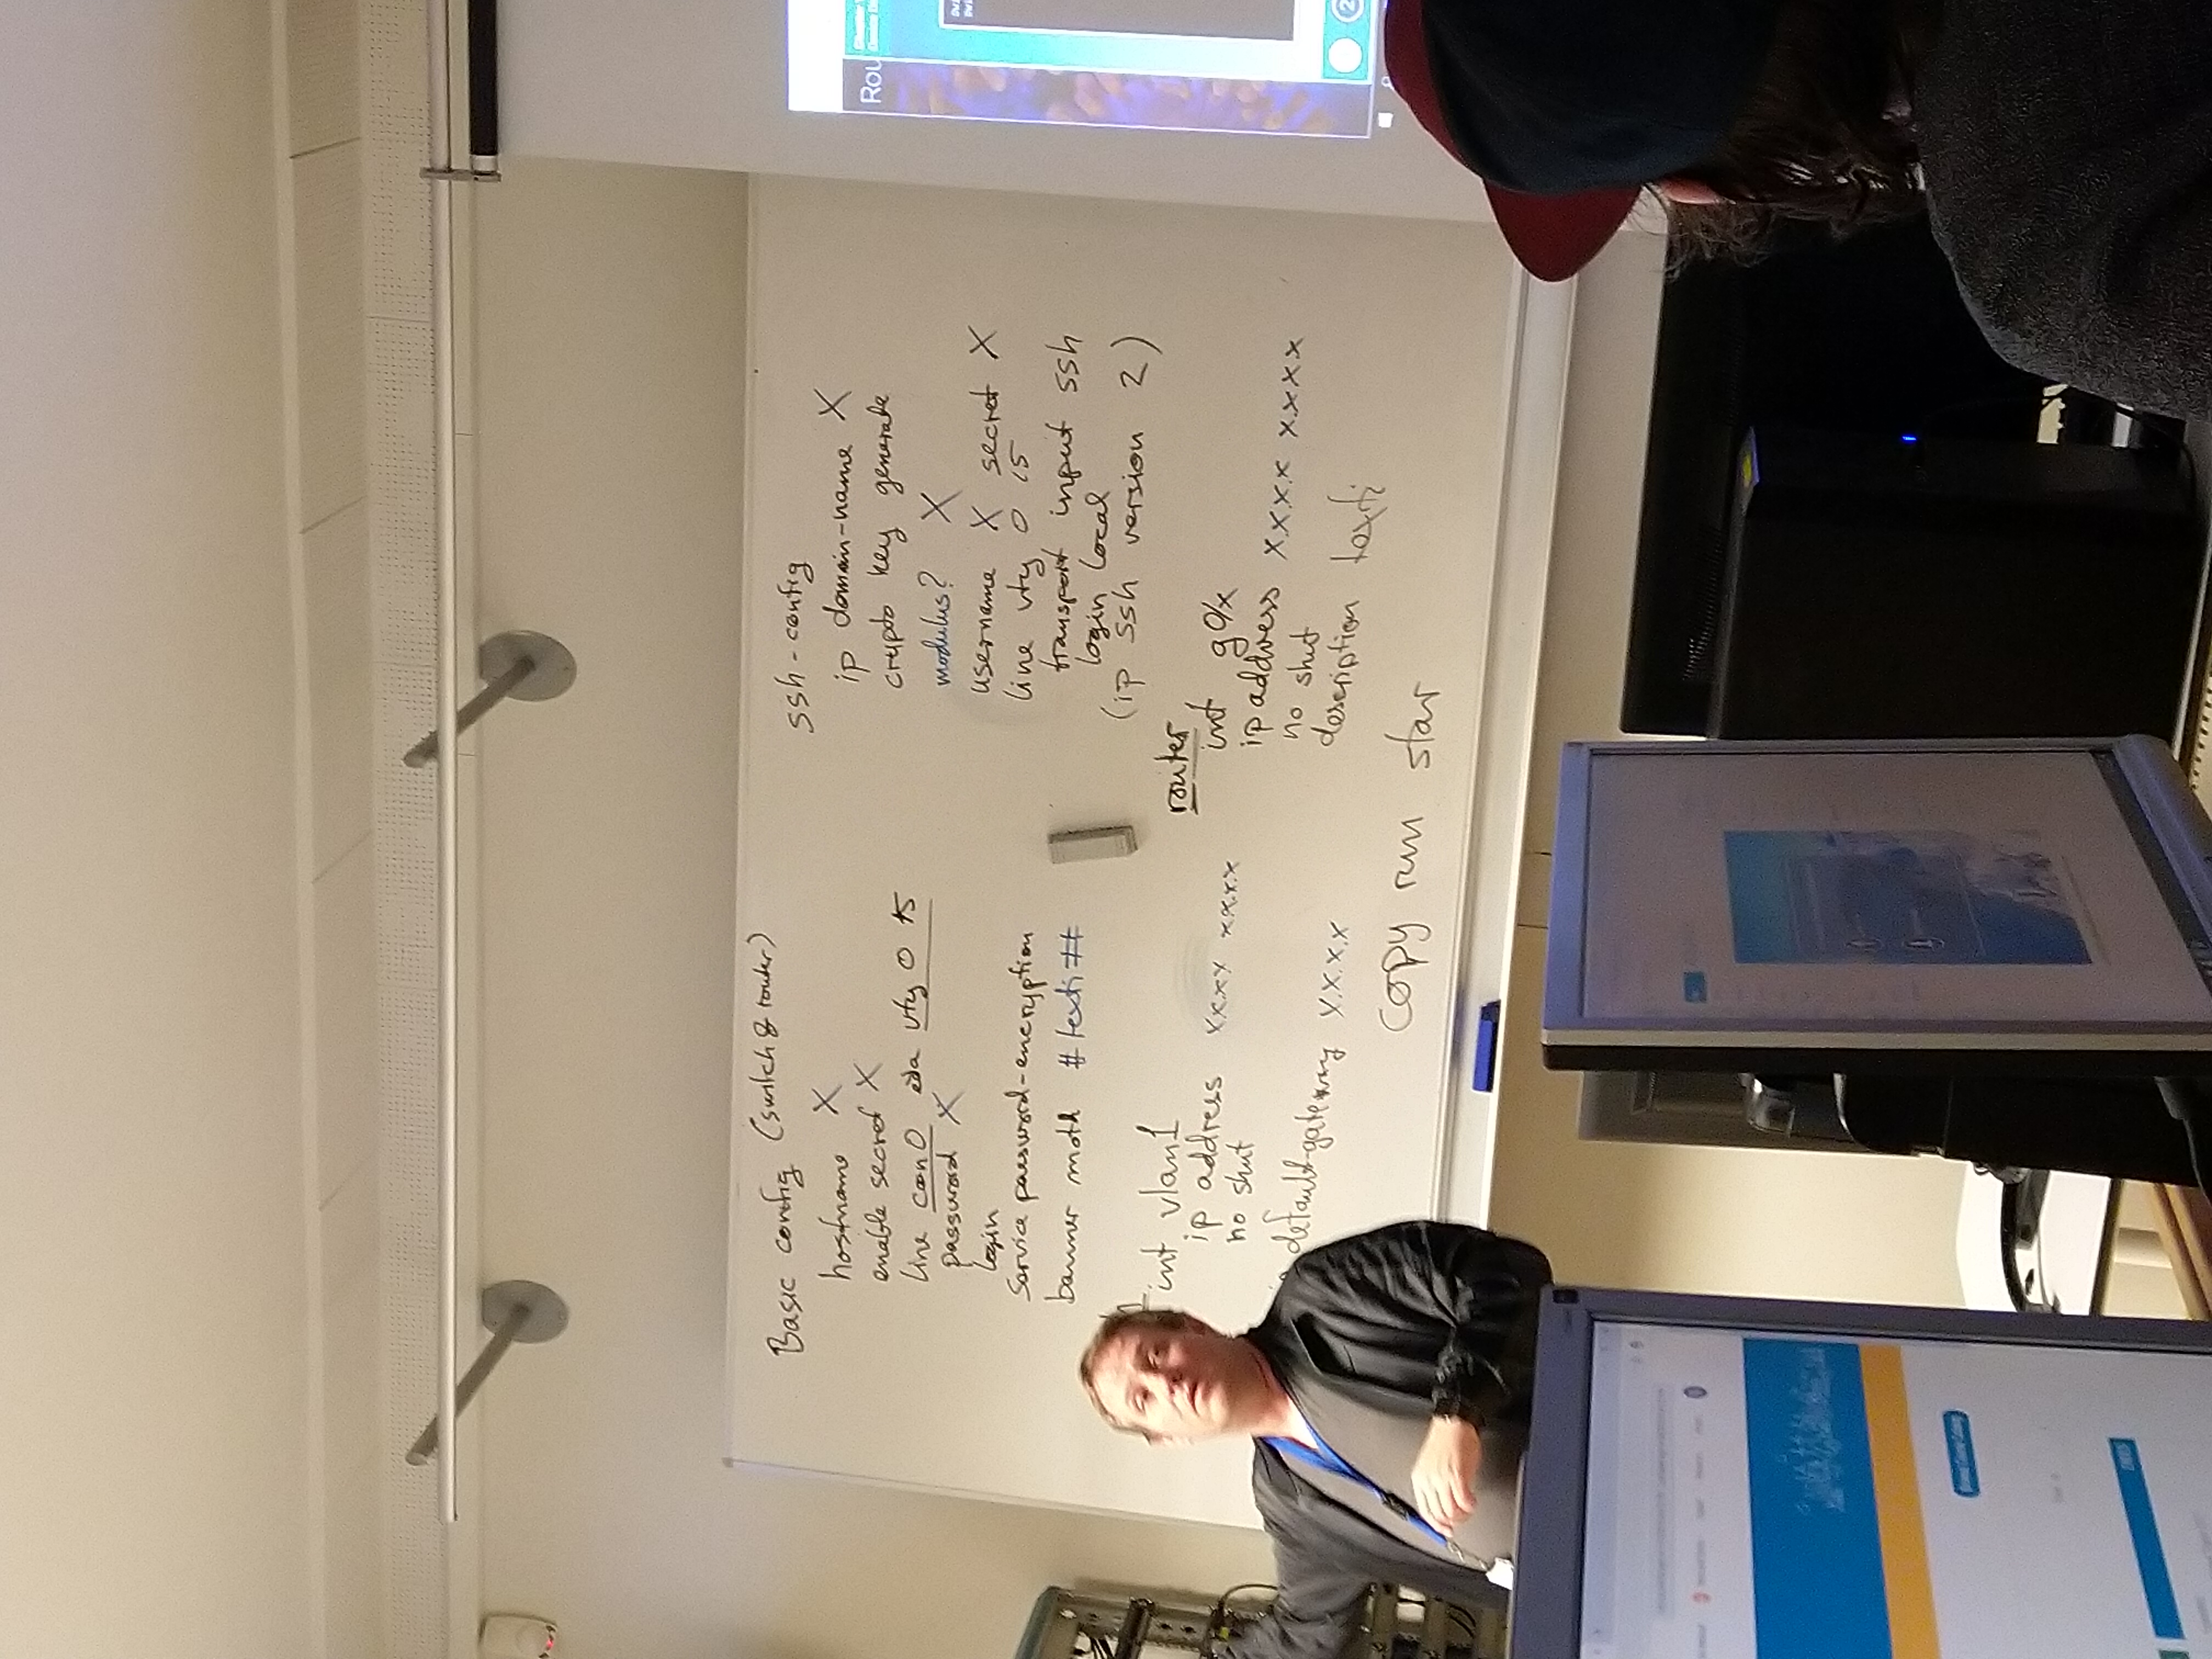 Basic config (switch & router)
hostname X
enable secret X
line con0 eða vty 0 15
password X
login
service password-encryption
banner motd #texti##
h
int vlan1
ip address x.x.x.x x.x.x.x
no shut
default-gateway x.x.x.x
ssh-config
ip domain-name X
crypto key generate
modulus? X
username X secret X
line vty 0 15
transport input ssh
login local
(ip ssh version 2)
router
int g0/x
ip address x.x.x.x x.x.x.x
no shut
description texti
copy run star
Rou
2